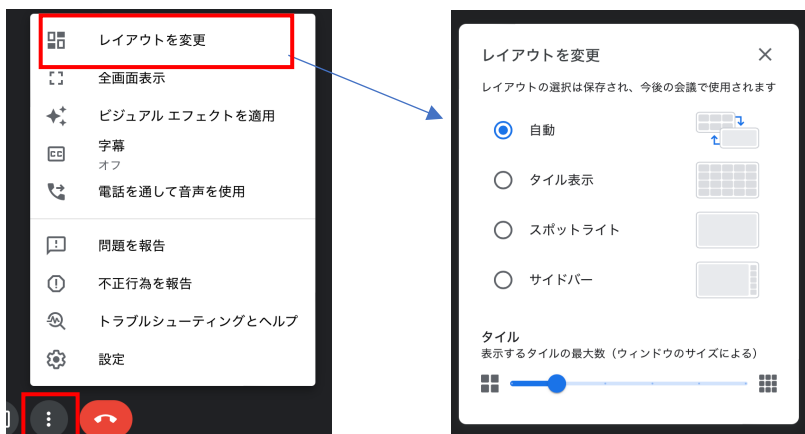 レイアウトを変更
全画面表示
ビジュアル エフェクトを適用
CC
字幕
オフ
電話を通して音声を使用
問題を報告
不正行為を報告
トラブルシューティングとヘルプ
設定
レイアウトを変更
レイアウトの選択は保存され、今後の会議で使用されます
自動
タイル表示
スポットライト
サイドバー
タイル
表示するタイルの最大数（ウィンドウのサイズによる）